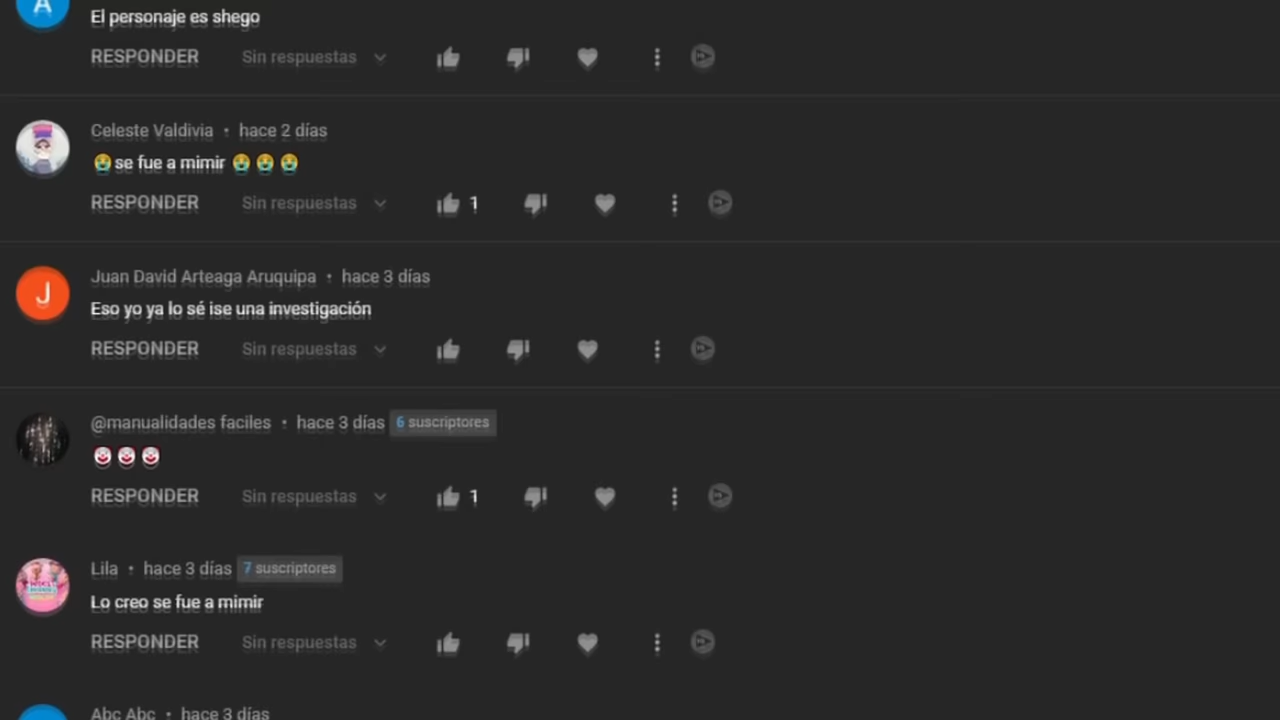 A
El personaje es shego
RESPONDER Sin respuestas
Celeste Valdivia • hace 2 días
😭se fue a mimir 😭😭😭
RESPONDER Sin respuestas 1
J Juan David Arteaga Aruquipa • hace 3 días
Eso yo ya lo sé ise una investigación
RESPONDER Sin respuestas
@manualidades faciles • hace 3 días 6 suscriptores
🤡🤡🤡
RESPONDER Sin respuestas 1
Lila • hace 3 días 7 suscriptores
Lo creo se fue a mimir
RESPONDER Sin respuestas
Abc Abc • hace 3 días